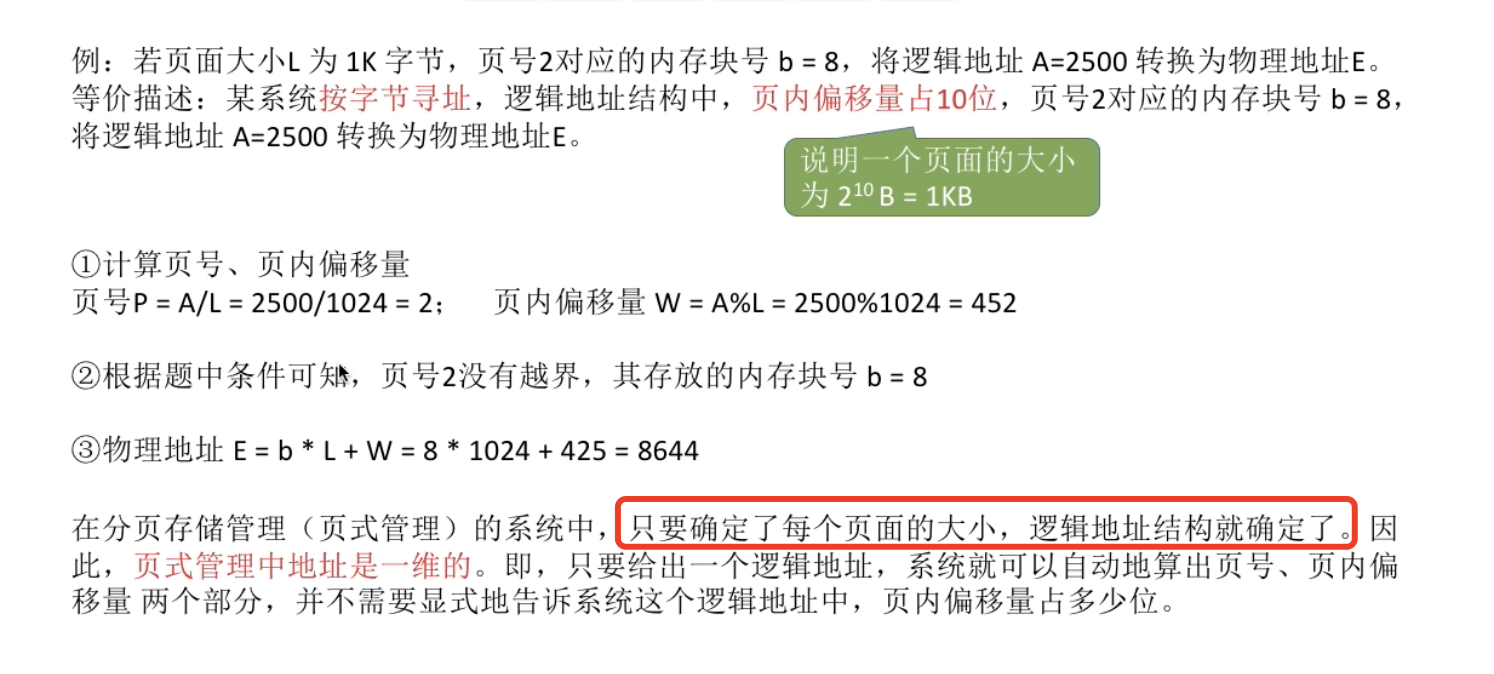 例：若页面大小L 为 1K 字节，页号2对应的内存块号 b = 8，将逻辑地址 A=2500 转换为物理地址E。
等价描述：某系统按字节寻址，逻辑地址结构中，页内偏移量占10位，页号2对应的内存块号 b = 8，
将逻辑地址 A=2500 转换为物理地址E。
说明一个页面的大小
为 2¹⁰ B = 1KB
①计算页号、页内偏移量
页号P = A/L = 2500/1024 = 2； 页内偏移量 W = A%L = 2500%1024 = 452
②根据题中条件可知，页号2没有越界，其存放的内存块号 b = 8
③物理地址 E = b * L + W = 8 * 1024 + 425 = 8644
在分页存储管理（页式管理）的系统中，只要确定了每个页面的大小，逻辑地址结构就确定了。因
此，页式管理中地址是一维的。即，只要给出一个逻辑地址，系统就可以自动地算出页号、页内偏
移量 两个部分，并不需要显式地告诉系统这个逻辑地址中，页内偏移量占多少位。